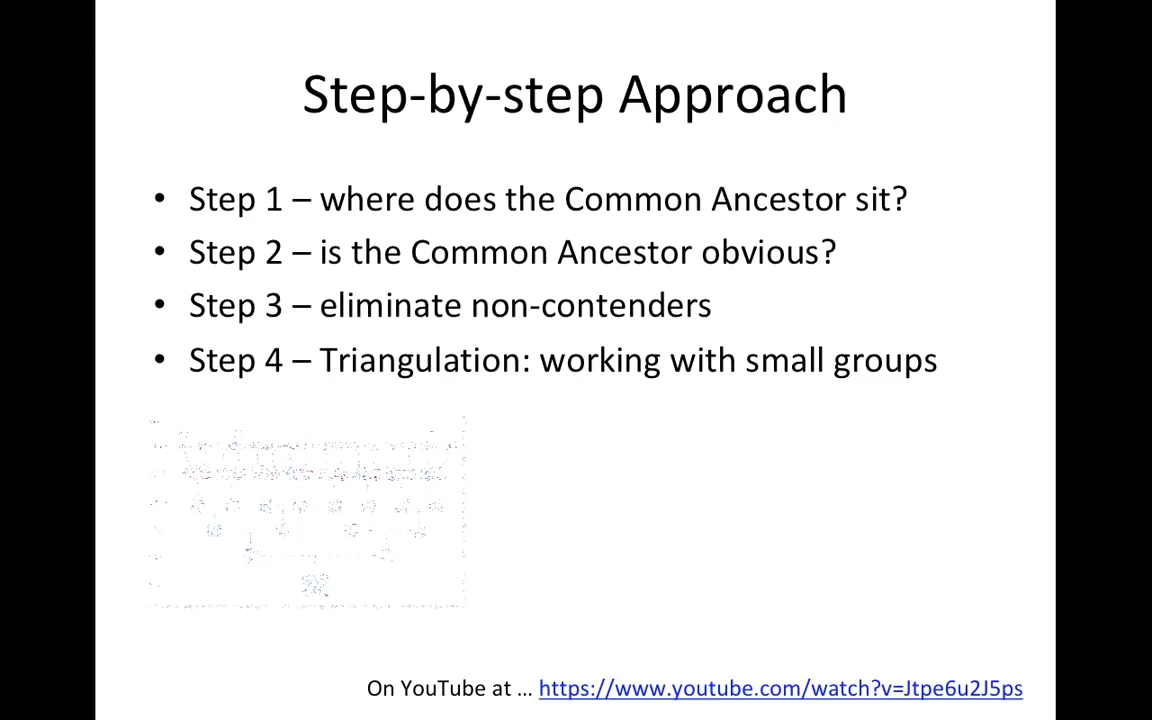 Step-by-step Approach
• Step 1 – where does the Common Ancestor sit?
• Step 2 – is the Common Ancestor obvious?
• Step 3 – eliminate non-contenders
• Step 4 – Triangulation: working with small groups
On YouTube at ... https://www.youtube.com/watch?v=Jtpe6u2J5ps